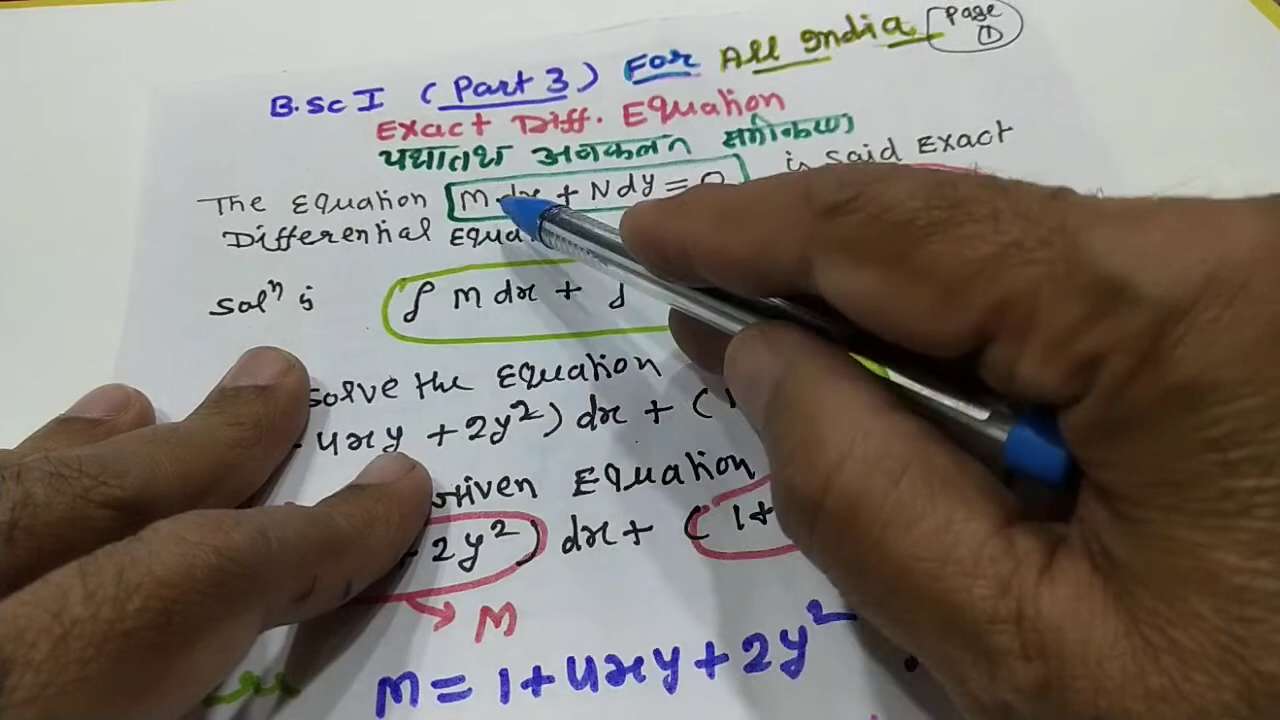 B.Sc I (Part 3) For All India Page ①
Exact Diff. Equation
यथातथ अवकलन समीकरण
The Equation M dx + N dy = 0 is said Exact
Differential Equa
Solⁿ is ∫ M dx + ∫
solve the Equation
4xy + 2y²) dx + (1
Given Equation
2y²) dx + ( 1+
M
M = 1 + 4xy + 2y²